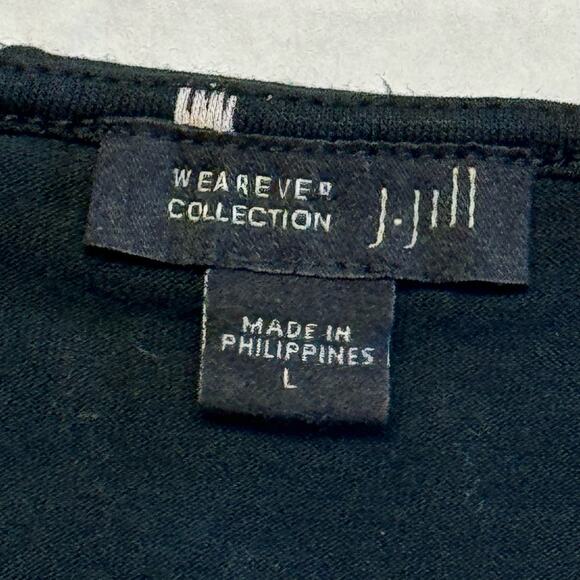 WEAREVER
COLLECTION
J.Jill
MADE IN
PHILIPPINES
L